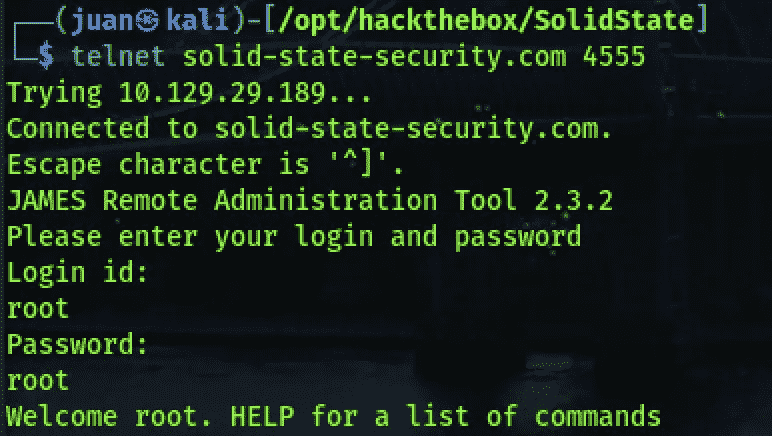 ┌──(juan㉿kali)-[/opt/hackthebox/SolidState]
└─$ telnet solid-state-security.com 4555
Trying 10.129.29.189...
Connected to solid-state-security.com.
Escape character is '^]'.
JAMES Remote Administration Tool 2.3.2
Please enter your login and password
Login id:
root
Password:
root
Welcome root. HELP for a list of commands